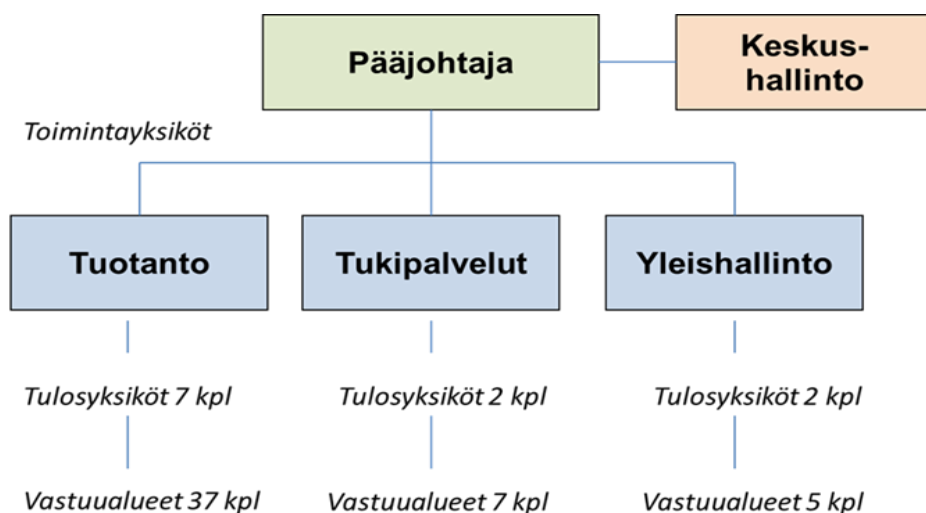 Pääjohtaja
Keskus-
hallinto
Toimintayksiköt
Tuotanto
Tukipalvelut
Yleishallinto
Tulosyksiköt 7 kpl
Tulosyksiköt 2 kpl
Tulosyksiköt 2 kpl
Vastuualueet 37 kpl
Vastuualueet 7 kpl
Vastuualueet 5 kpl